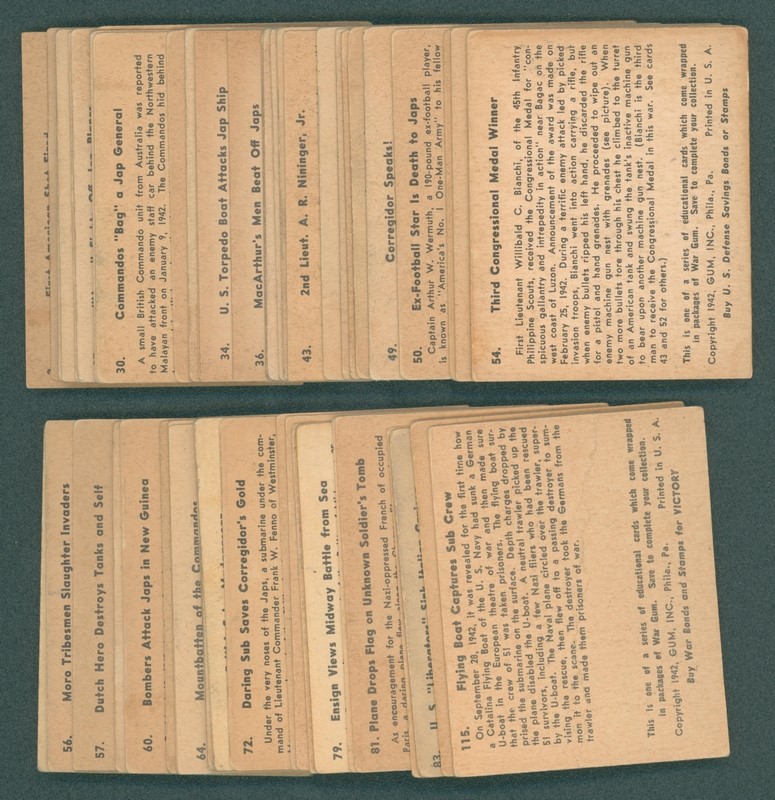 30. Commandos "Bag" a Jap General
A small British Commando unit from Australia was reported
to have attacked an enemy staff car behind the Northwestern
Malayan front on January 9, 1942. The Commandos hid behind
34. U. S. Torpedo Boat Attacks Jap Ship
36. MacArthur's Men Beat Off Japs
43. 2nd Lieut. A. R. Nininger, Jr.
49. Corregidor Speaks!
50. Ex-Football Star Is Death to Japs
Captain Arthur W. Wermuth, a 190-pound ex-football player,
is known as "America's No. 1 One-Man Army" to his fellow
54. Third Congressional Medal Winner
First Lieutenant Willibald C. Bianchi, of the 45th Infantry,
Philippine Scouts, received the Congressional Medal for "con-
spicuous gallantry and intrepedity in action" near Bagac on the
west coast of Luzon. Announcement of the award was made on
February 25, 1942. During a terrific enemy attack led by picked
invasion troops, Bianchi went into action carrying a rifle, but
when enemy bullets ripped his left hand, he discarded the rifle
for a pistol and hand grenades. He proceeded to wipe out an
enemy machine gun nest with grenades (see picture). When
two more bullets tore through his chest he climbed to the turret
of an American tank and swung the tank's inactive machine gun
to bear upon another machine gun nest. (Bianchi is the third
man to receive the Congressional Medal in this war. See cards
43 and 52 for others.)
This is one of a series of educational cards which come wrapped
in packages of War Gum. Save to complete your collection.
Copyright 1942, GUM, INC., Phila., Pa. Printed in U. S. A.
Buy U. S. Defense Savings Bonds or Stamps
56. Moro Tribesmen Slaughter Invaders
57. Dutch Hero Destroys Tanks and Self
60. Bombers Attack Japs in New Guinea
64. Mountbatten of the Commandos
72. Daring Sub Saves Corregidor's Gold
Under the very noses of the Japs, a submarine under the com-
mand of Lieutenant Commander Frank W. Fenno of Westminster,
79. Ensign Views Midway Battle from Sea
81. Plane Drops Flag on Unknown Soldier's Tomb
As encouragement for the Nazi-oppressed French of occupied
83. U. S. "Liberators"
115. Flying Boat Captures Sub Crew
On September 28, 1942, it was revealed for the first time how
a Catalina Flying Boat of the U. S. Navy had sunk a German
U-boat in the European theatre of war and then made sure
that the crew of 51 was taken prisoners. The flying boat sur-
prised the submarine on the surface. Depth charges dropped by
the plane disabled the U-boat. A neutral trawler picked up the
51 survivors, including a few Nazi fliers who had been rescued
by the U-boat. The Naval plane circled over the trawler, super-
vising the rescue, then flew off to a passing destroyer to sum-
mon it to the scene. The destroyer took the Germans from the
trawler and made them prisoners of war.
This is one of a series of educational cards which come wrapped
in packages of War Gum. Save to complete your collection.
Copyright 1942, GUM, INC., Phila., Pa. Printed in U. S. A.
Buy War Bonds and Stamps for VICTORY